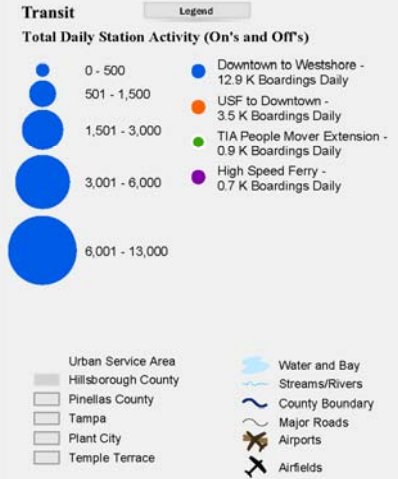 Transit
Legend
Total Daily Station Activity (On's and Off's)
0 - 500
501 - 1,500
1,501 - 3,000
3,001 - 6,000
6,001 - 13,000
Downtown to Westshore -
12.9 K Boardings Daily
USF to Downtown -
3.5 K Boardings Daily
TIA People Mover Extension -
0.9 K Boardings Daily
High Speed Ferry -
0.7 K Boardings Daily
Urban Service Area
Hillsborough County
Pinellas County
Tampa
Plant City
Temple Terrace
Water and Bay
Streams/Rivers
County Boundary
Major Roads
Airports
Airfields